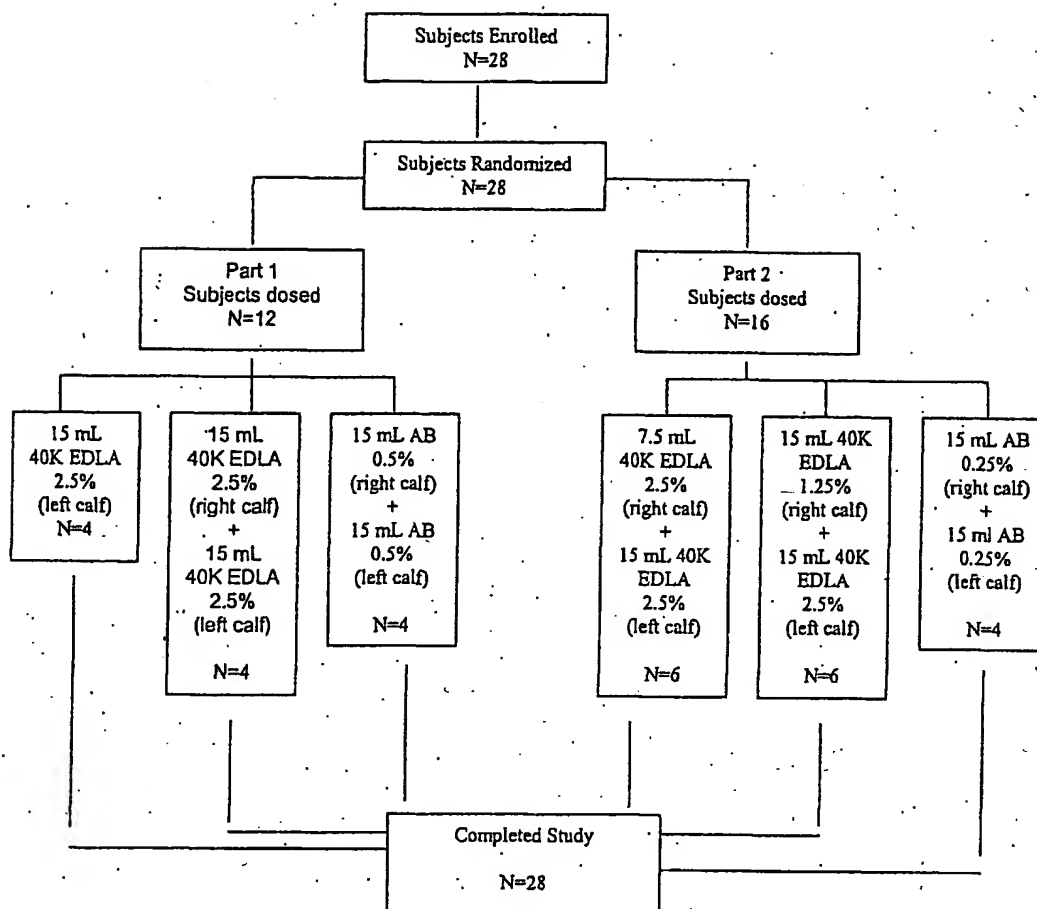 Subjects Enrolled
N=28
Subjects Randomized
N=28
Part 1
Subjects dosed
N=12
Part 2
Subjects dosed
N=16
15 mL
40K EDLA
2.5%
(left calf)
N=4
15 mL
40K EDLA
2.5%
(right calf)
+
15 mL
40K EDLA
2.5%
(left calf)
N=4
15 mL AB
0.5%
(right calf)
+
15 mL AB
0.5%
(left calf)
N=4
7.5 mL
40K EDLA
2.5%
(right calf)
+
15 mL 40K
EDLA
2.5%
(left calf)
N=6
15 mL 40K
EDLA
1.25%
(right calf)
+
15 mL 40K
EDLA
2.5%
(left calf)
N=6
15 mL AB
0.25%
(right calf)
+
15 ml AB
0.25%
(left calf)
N=4
Completed Study
N=28